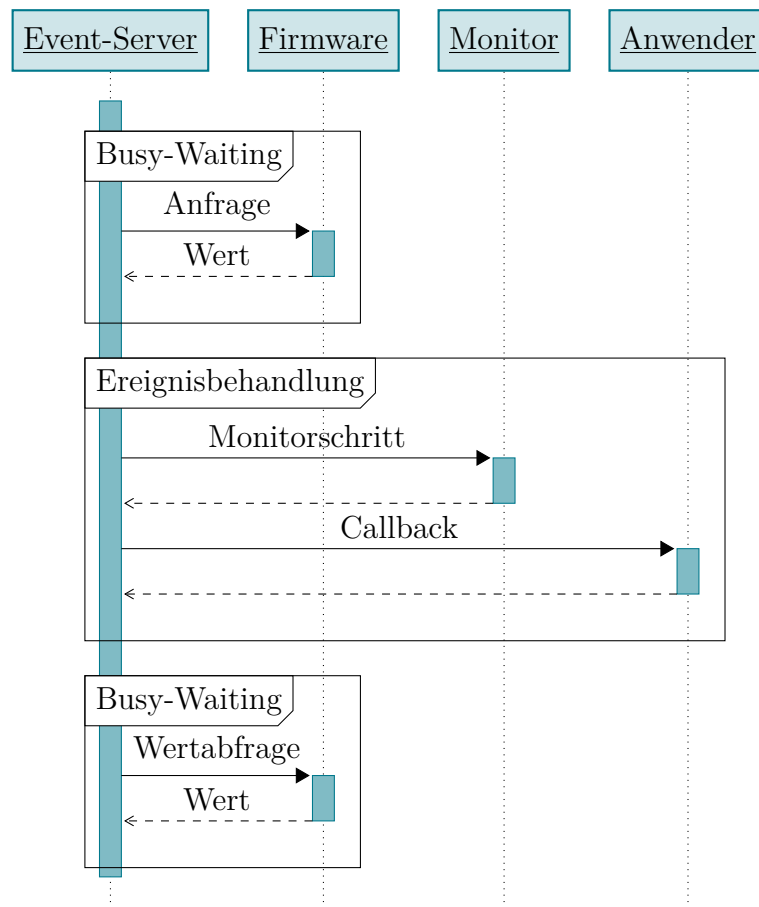 Event-Server Firmware Monitor Anwender
Busy-Waiting
Anfrage
Wert
Ereignisbehandlung
Monitorschritt
Callback
Busy-Waiting
Wertabfrage
Wert